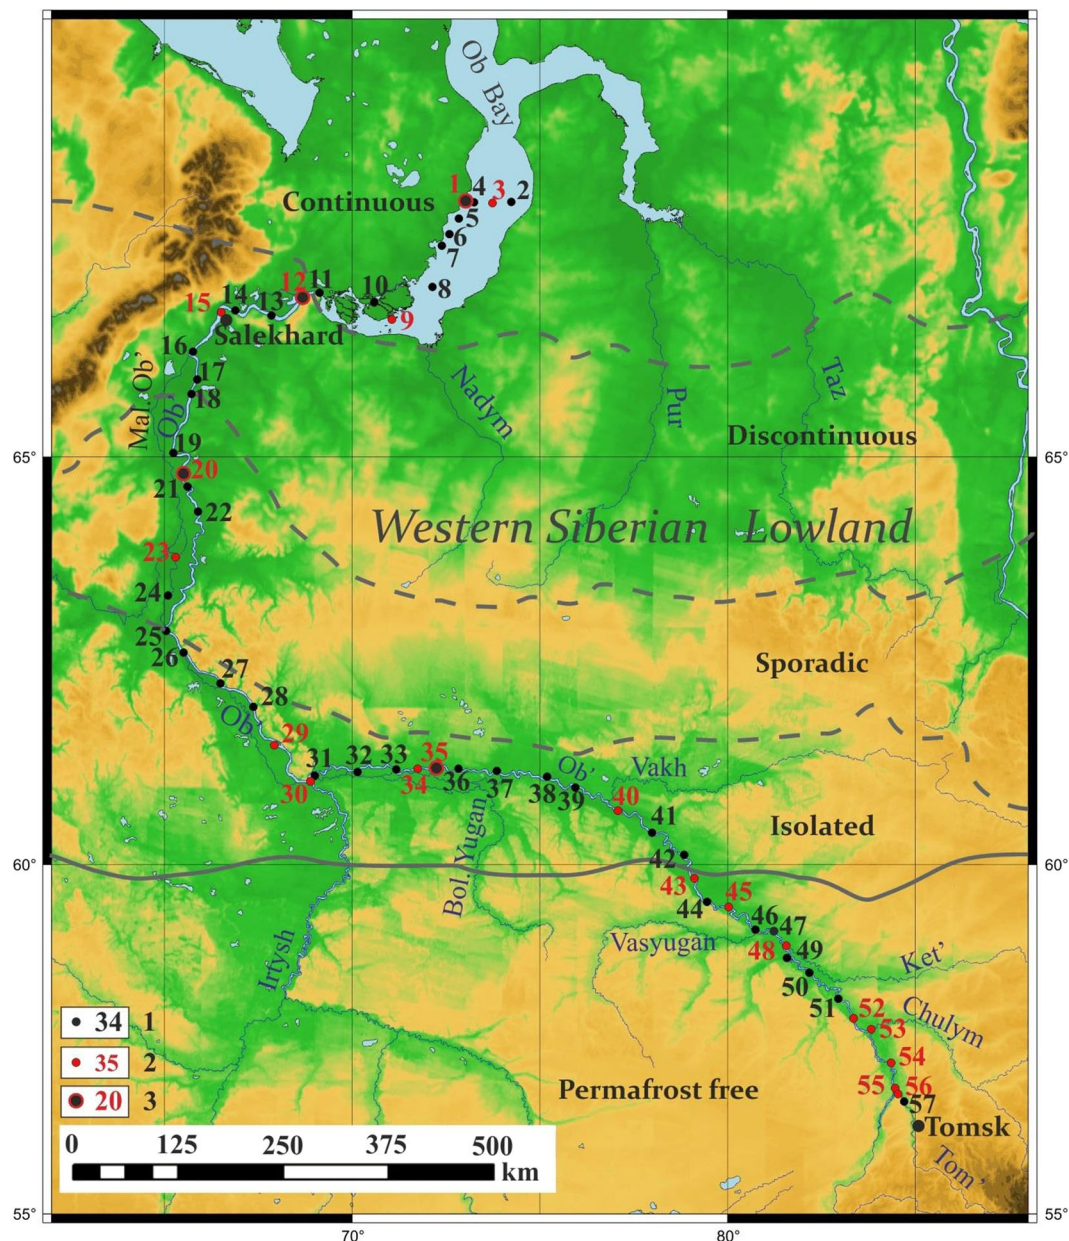 Ob Bay
1
4
3
2
Continuous
5
6
7
8
12
11
10
9
15
14
13
Salekhard
16
17
18
Mal. Ob'
Ob'
Nadym
Pur
Taz
Discontinuous
19
65°
65°
20
21
22
Western Siberian Lowland
23
24
25
26
Sporadic
27
28
Ob'
29
30
31
32
33
34
35
36
37
38
39
Ob'
Vakh
40
41
42
Isolated
Bol. Yugan
60°
60°
43
44
45
46
47
48
49
Vasyugan
Ket'
50
51
Irtysh
52
Chulym
53
54
55
56
57
34 1
35 2
20 3
Permafrost free
Tomsk
Tom'
0 125 250 375 500
km
55°
55°
70°
80°